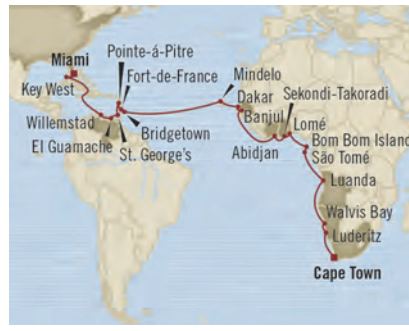 Pointe-á-Pitre
Miami
Fort-de-France
Mindelo
Key West
Dakar
Sekondi-Takoradi
Banjul
Lomé
Willemstad
Bridgetown
Bom Bom Island
El Guamache
St. George's
Abidjan
São Tomé
Luanda
Walvis Bay
Luderitz
Cape Town